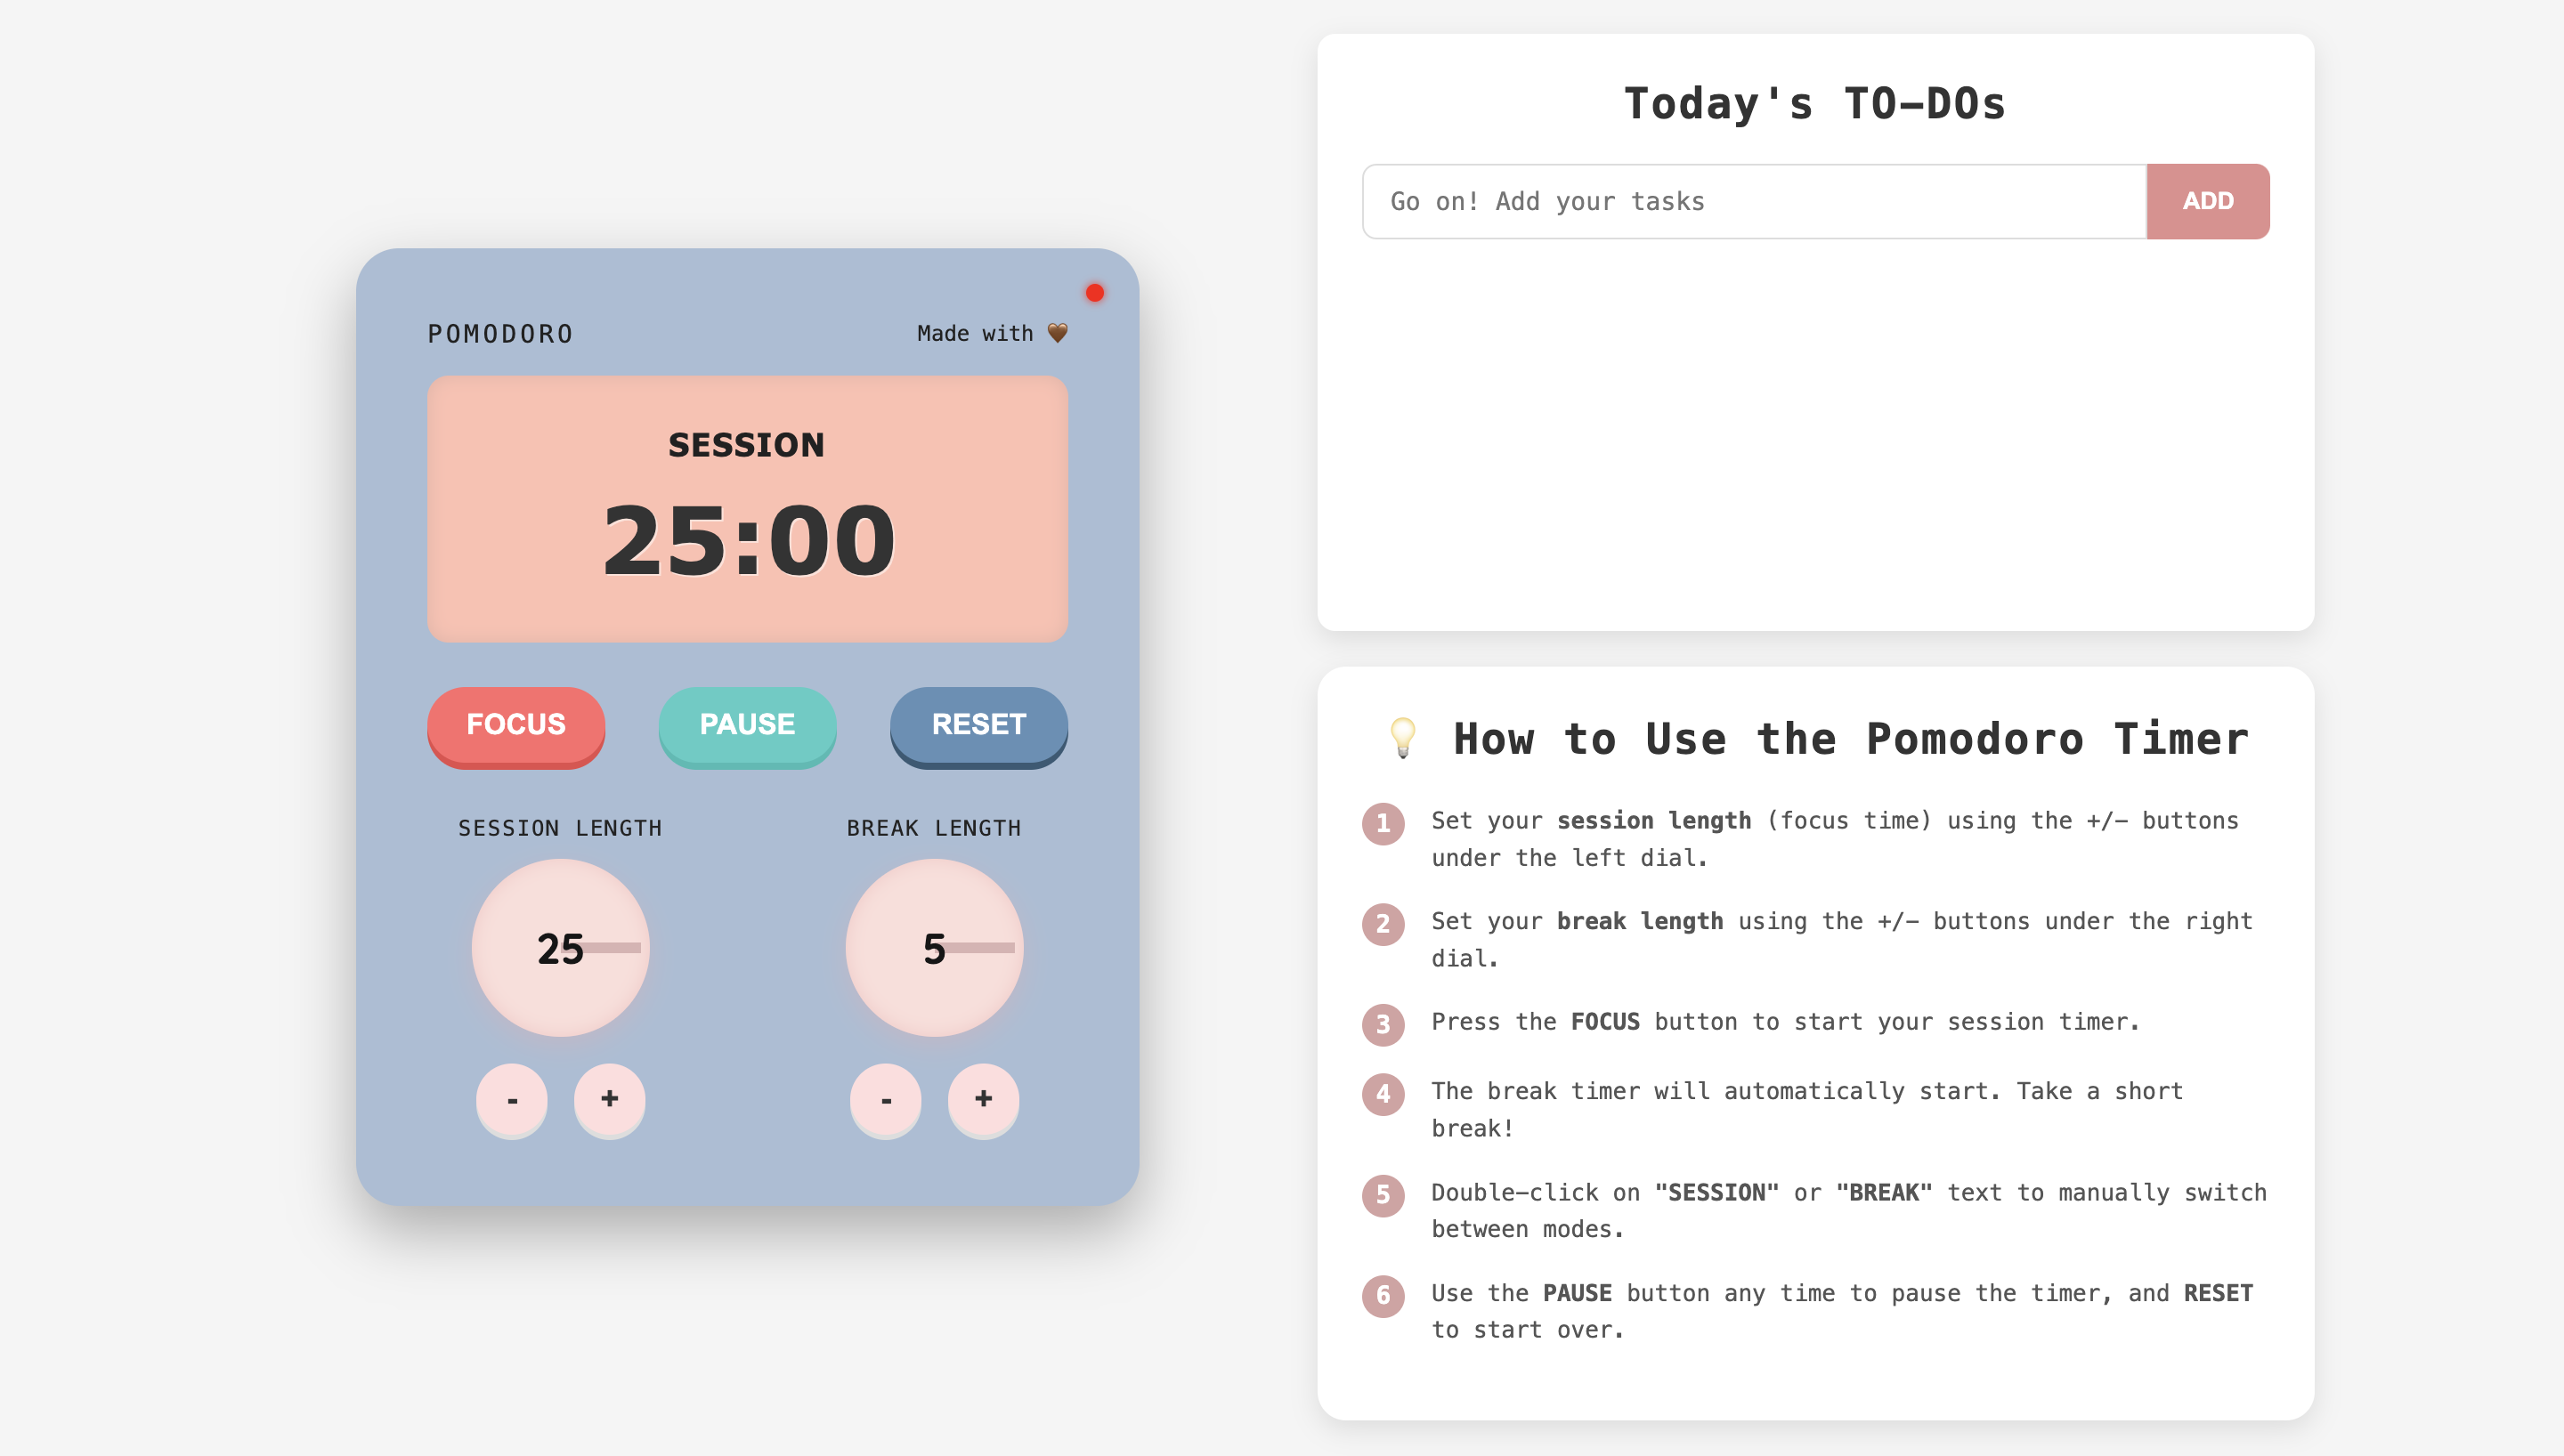 POMODORO
Made with 🤎
SESSION
25:00
FOCUS
PAUSE
RESET
SESSION LENGTH
BREAK LENGTH
25
5
-
+
-
+
Today's TO-DOs
Go on! Add your tasks
ADD
💡 How to Use the Pomodoro Timer
1 Set your session length (focus time) using the +/- buttons
under the left dial.
2 Set your break length using the +/- buttons under the right
dial.
3 Press the FOCUS button to start your session timer.
4 The break timer will automatically start. Take a short
break!
5 Double-click on "SESSION" or "BREAK" text to manually switch
between modes.
6 Use the PAUSE button any time to pause the timer, and RESET
to start over.